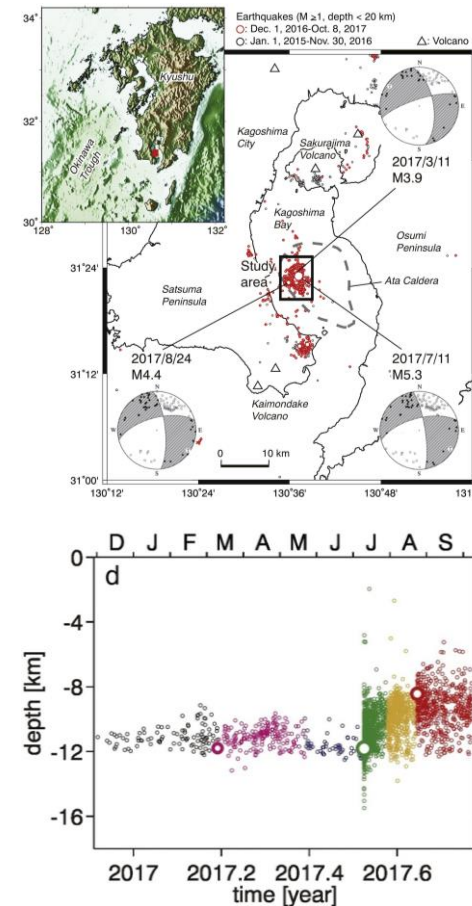 Earthquakes (M ≥1, depth < 20 km)
Dec. 1, 2016-Oct. 8, 2017
Jan. 1, 2015-Nov. 30, 2016
△: Volcano
34°
32°
30°
128°
130°
132°
Kyushu
Okinawa
Trough
Kagoshima
City
Sakurajima
Volcano
2017/3/11
M3.9
Kagoshima
Bay
Osumi
Peninsula
31°24'
Study
area
Satsuma
Peninsula
Ata Caldera
2017/8/24
M4.4
2017/7/11
M5.3
31°12'
Kaimondake
Volcano
N
W
E
S
N
S
0
10 km
31°00'
130°12'
130°24'
130°36'
130°48'
131
D J F M A M J J A S
d
0
-4
-8
-12
-16
depth [km]
2017
2017.2
2017.4
2017.6
time [year]